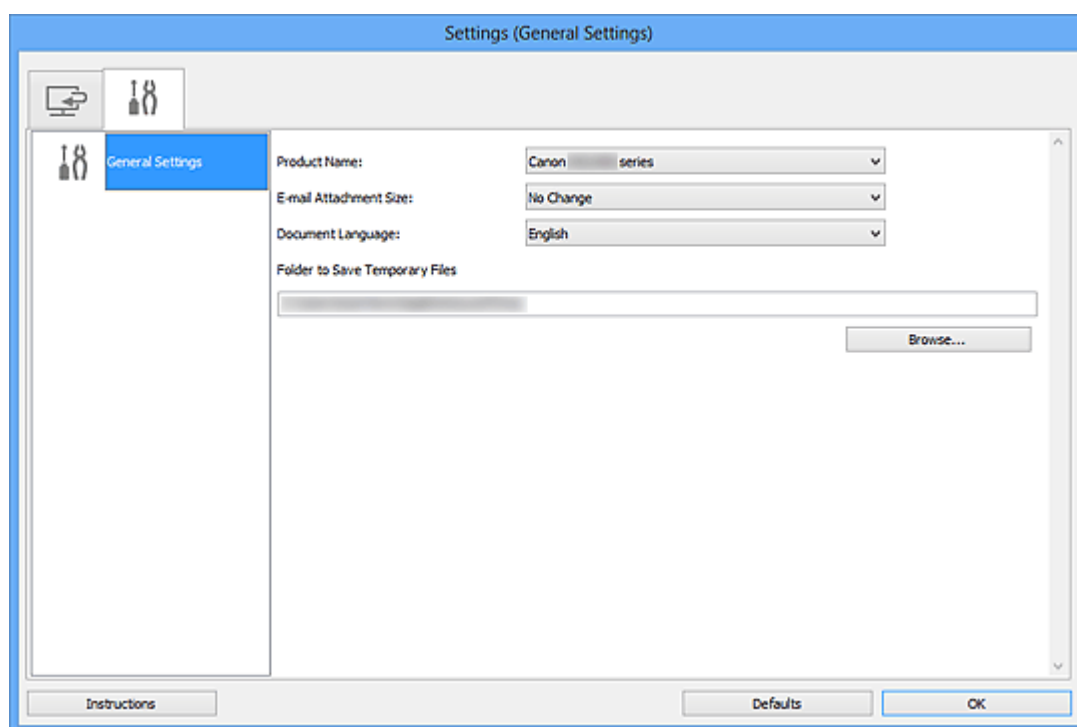 Settings (General Settings)
General Settings
Product Name:
Canon series
E-mail Attachment Size:
No Change
Document Language:
English
Folder to Save Temporary Files
Browse...
Instructions
Defaults
OK